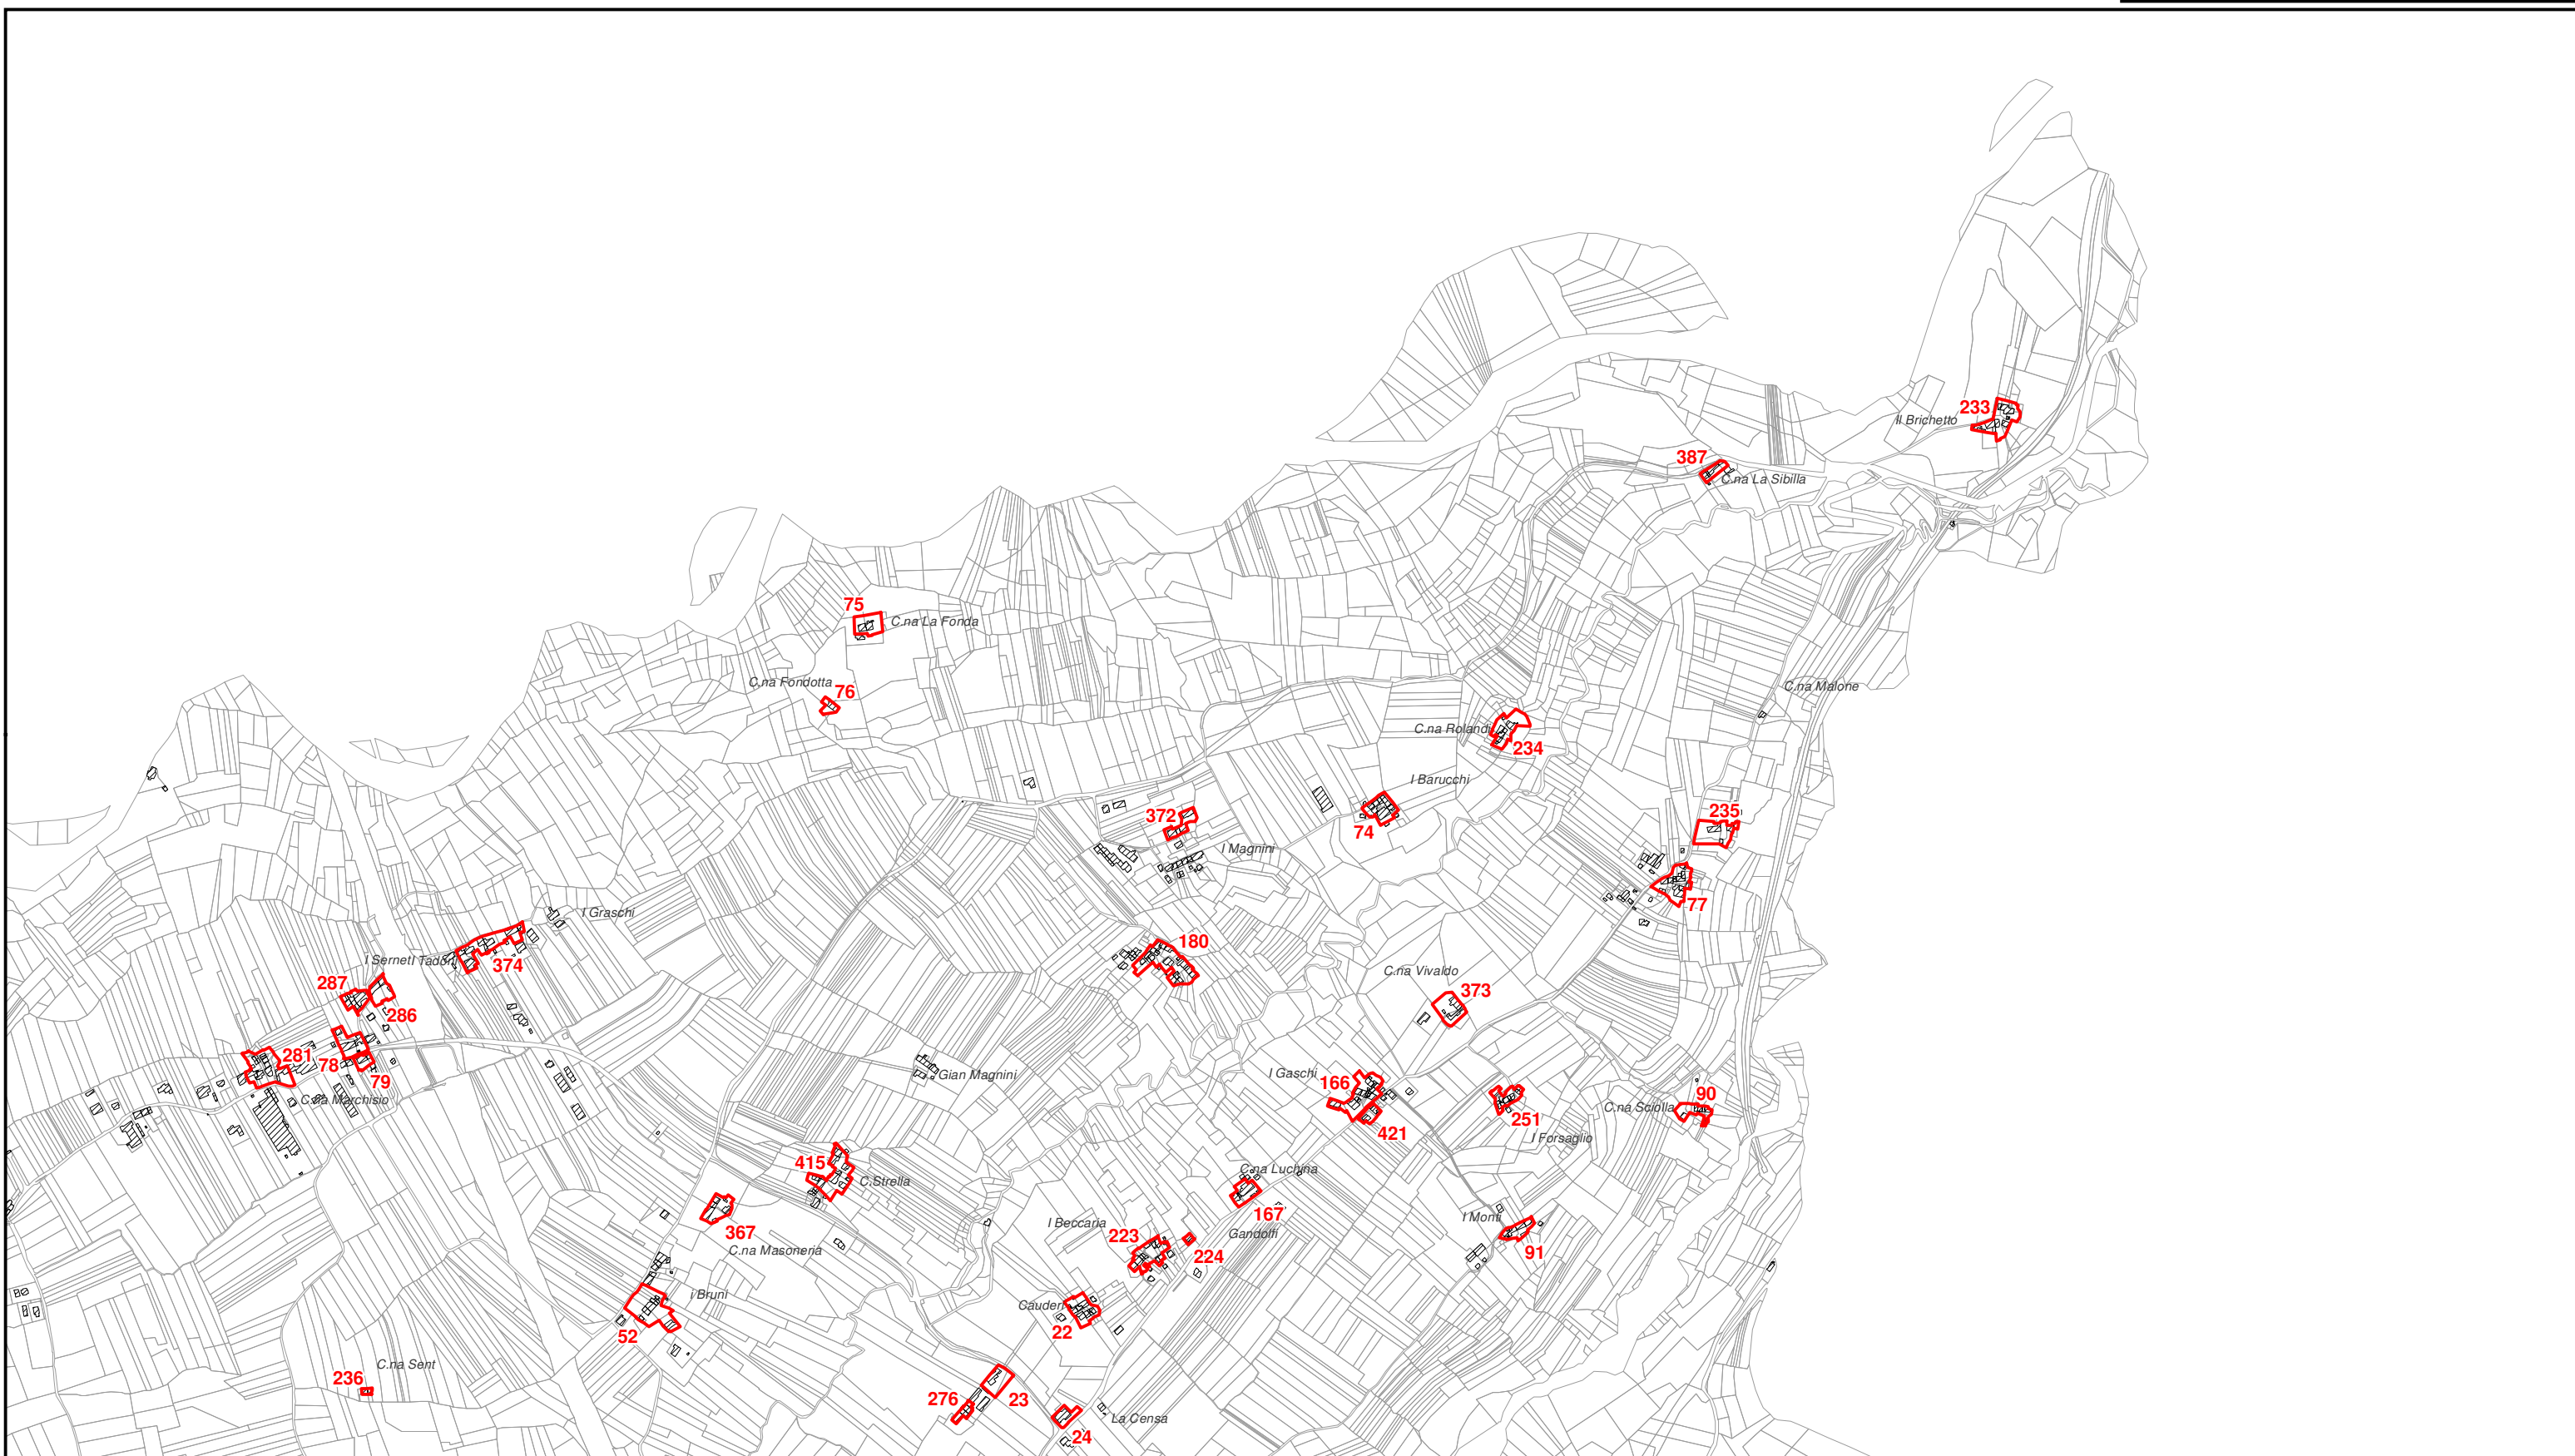 233
Il Brichetto
387
C.na La Sibilla
75
C.na La Fonda
C.na Fondotta
76
C.na Malone
C.na Rolandi
234
I Barucchi
74
372
I Magnini
235
77
I Graschi
374
I Serneti Tadoni
287
286
180
C.na Vivaldo
373
281
78
79
C.na Marchisio
Gian Magnini
I Gaschi
166
421
251
I Forsaglio
C.na Sciolla
90
415
C.Strella
C.na Luchina
167
Gandolfi
367
C.na Masoneria
I Beccaria
223
224
I Monti
91
i Bruni
52
Cauderi
22
C.na Sent
236
276
23
La Censa
24